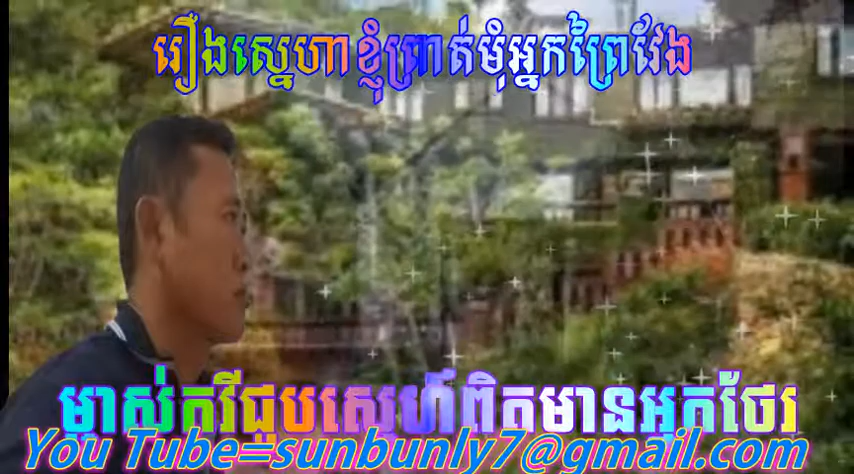 រឿងស្នេហាខ្ញុំព្រាត់មុំអ្នកព្រៃវែង
ម្ចាស់ករីជួបស្នេហ៍ពិតមានអ្នកថែរ
You Tube=sunbunly7@gmail.com